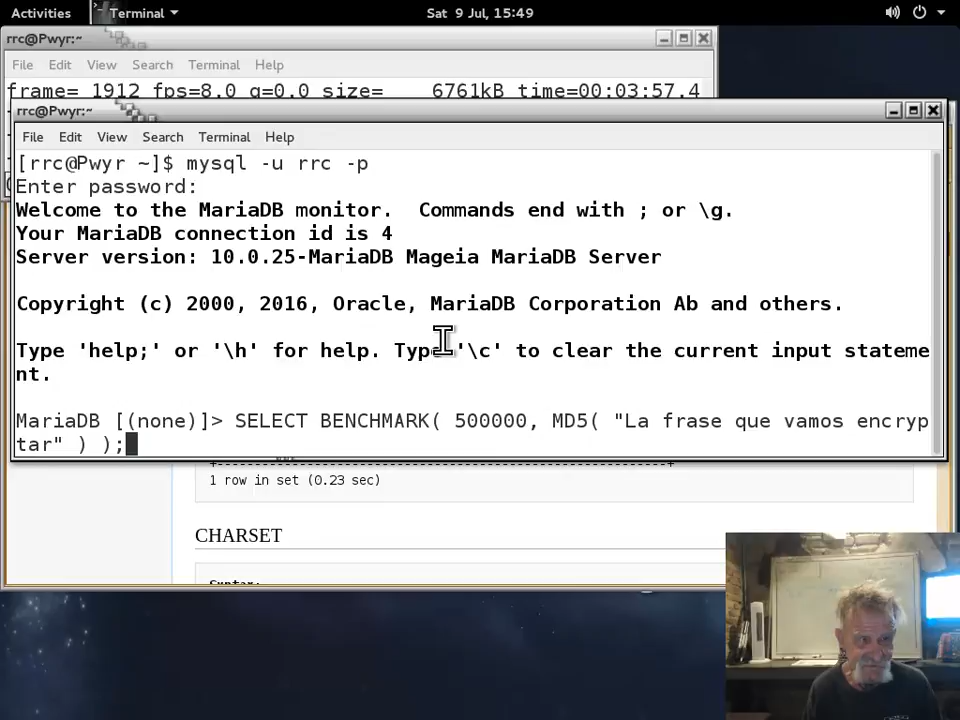 Activities Terminal Sat 9 Jul, 15:49
rrc@Pwyr:~
File Edit View Search Terminal Help
frame= 1912 fps=8.0 q=0.0 size= 6761kB time=00:03:57.4
rrc@Pwyr:~
File Edit View Search Terminal Help
[rrc@Pwyr ~]$ mysql -u rrc -p
Enter password:
Welcome to the MariaDB monitor. Commands end with ; or \g.
Your MariaDB connection id is 4
Server version: 10.0.25-MariaDB Mageia MariaDB Server
Copyright (c) 2000, 2016, Oracle, MariaDB Corporation Ab and others.
Type 'help;' or '\h' for help. Type '\c' to clear the current input stateme
nt.
MariaDB [(none)]> SELECT BENCHMARK( 500000, MD5( "La frase que vamos encryp
tar" ) );
+------------------------------------------------------+
1 row in set (0.23 sec)
CHARSET